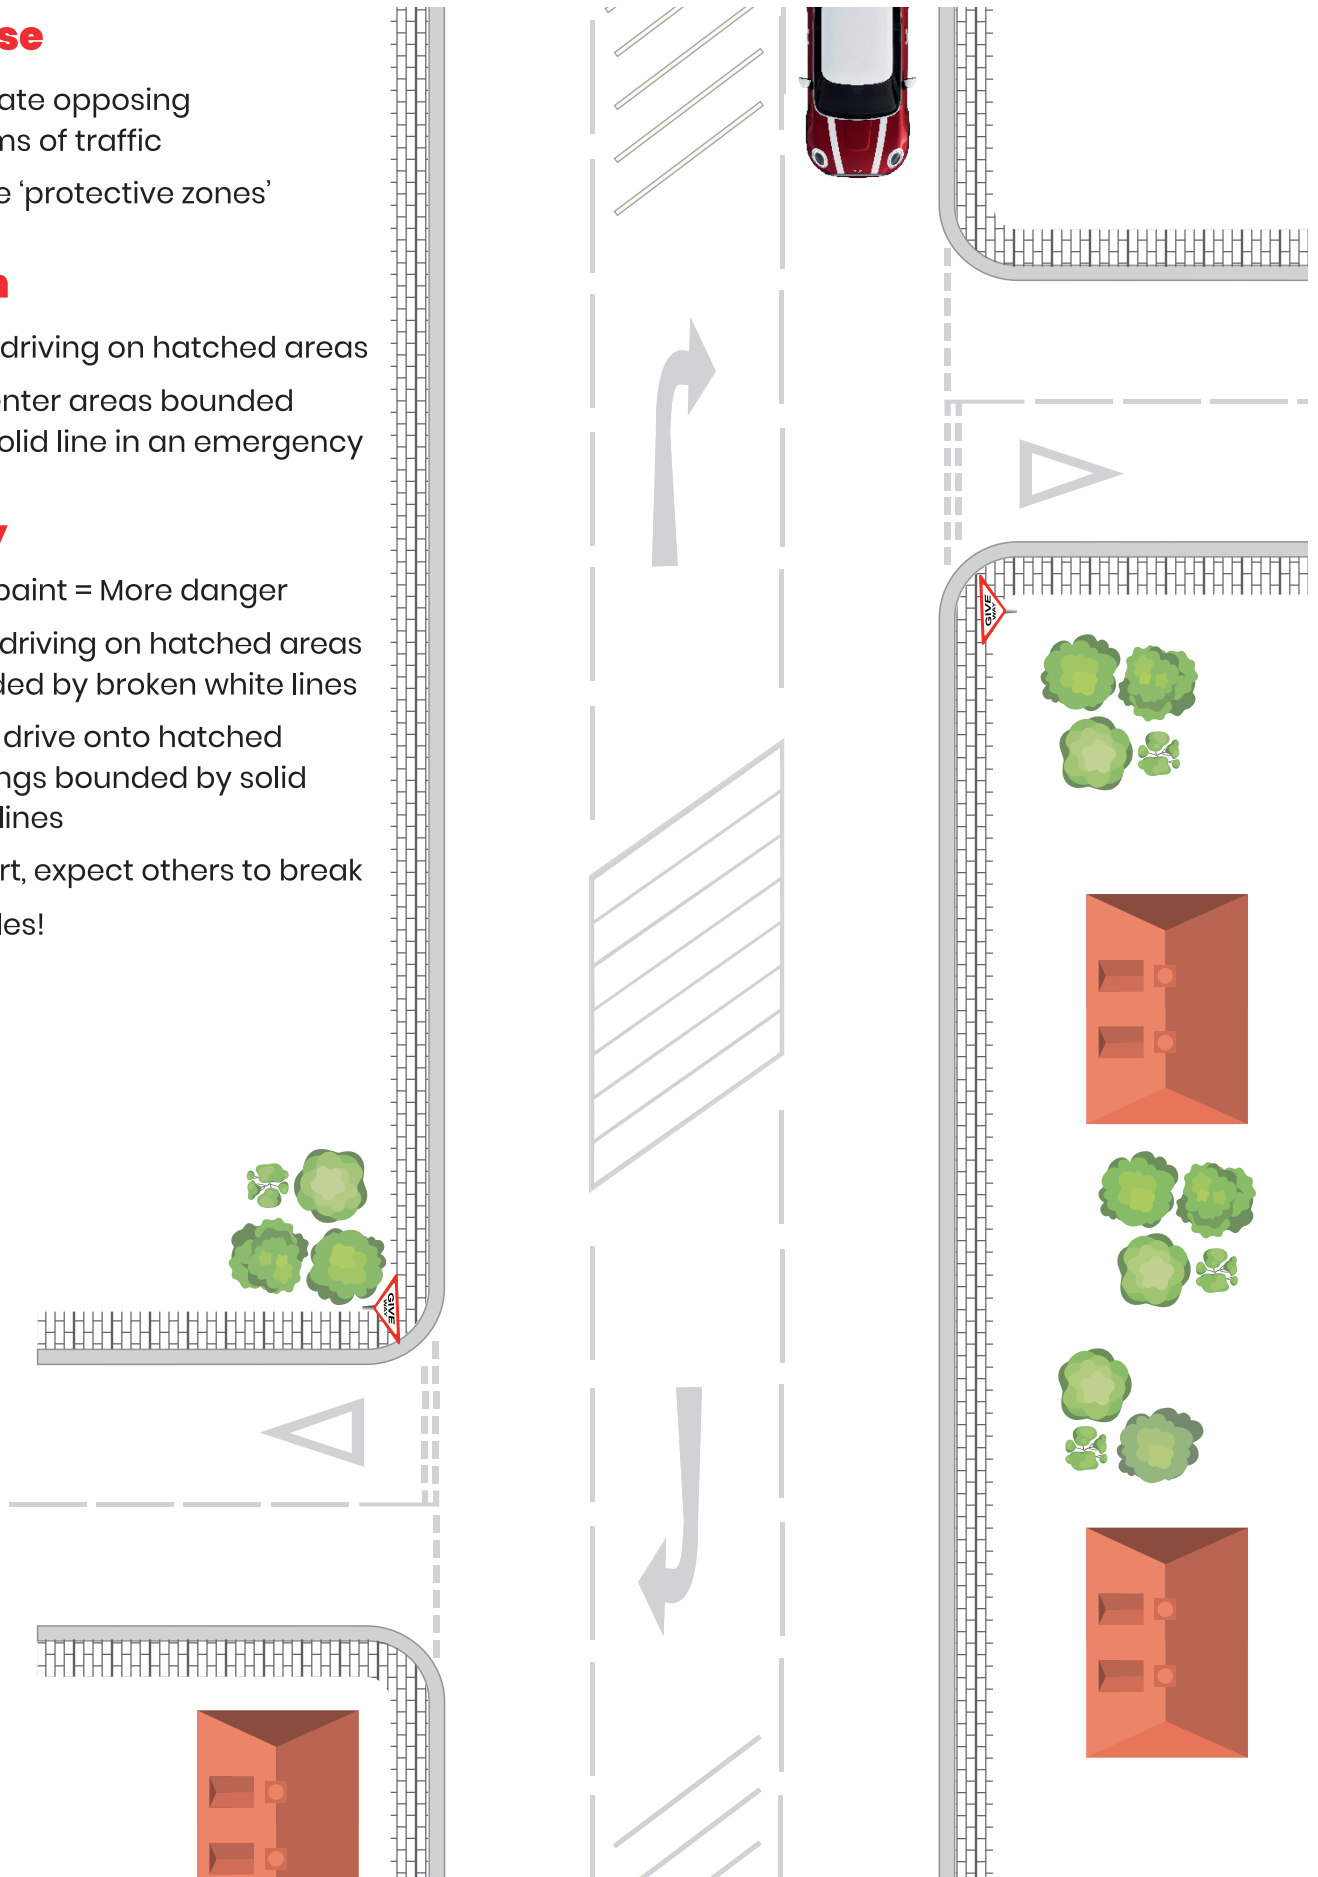 se
ate opposing
ms of traffic
e ‘protective zones’
n
driving on hatched areas
enter areas bounded
olid line in an emergency
y
paint = More danger
driving on hatched areas
ded by broken white lines
drive onto hatched
ngs bounded by solid
lines
rt, expect others to break
les!
GIVE WAY
GIVE WAY